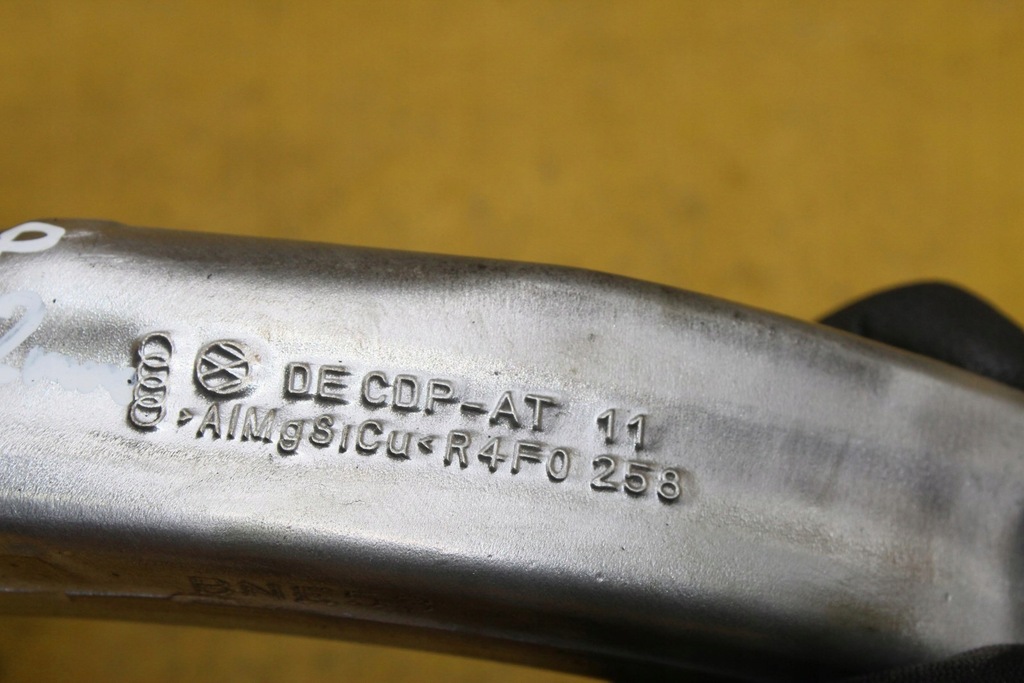 DE CDP-AT 11
>AlMgSiCu<R4F0 258